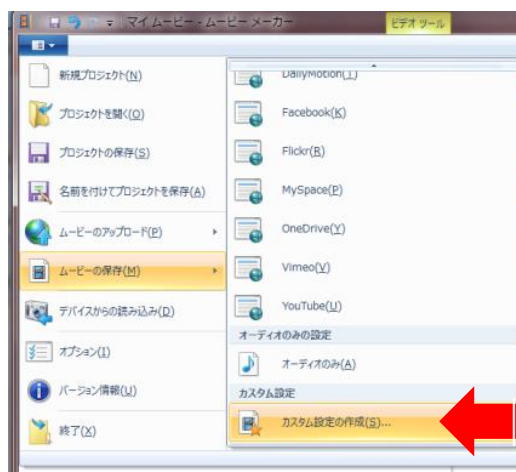 マイ ムービー - ムービー メーカー
ビデオ ツール
新規プロジェクト(N)
プロジェクトを開く(O)
プロジェクトの保存(S)
名前を付けてプロジェクトを保存(A)
ムービーのアップロード(P)
ムービーの保存(M)
デバイスからの読み込み(D)
オプション(I)
バージョン情報(U)
終了(X)
DailyMotion(T)
Facebook(K)
Flickr(R)
MySpace(P)
OneDrive(Y)
Vimeo(V)
YouTube(U)
オーディオのみの設定
オーディオのみ(A)
カスタム設定
カスタム設定の作成(S)...